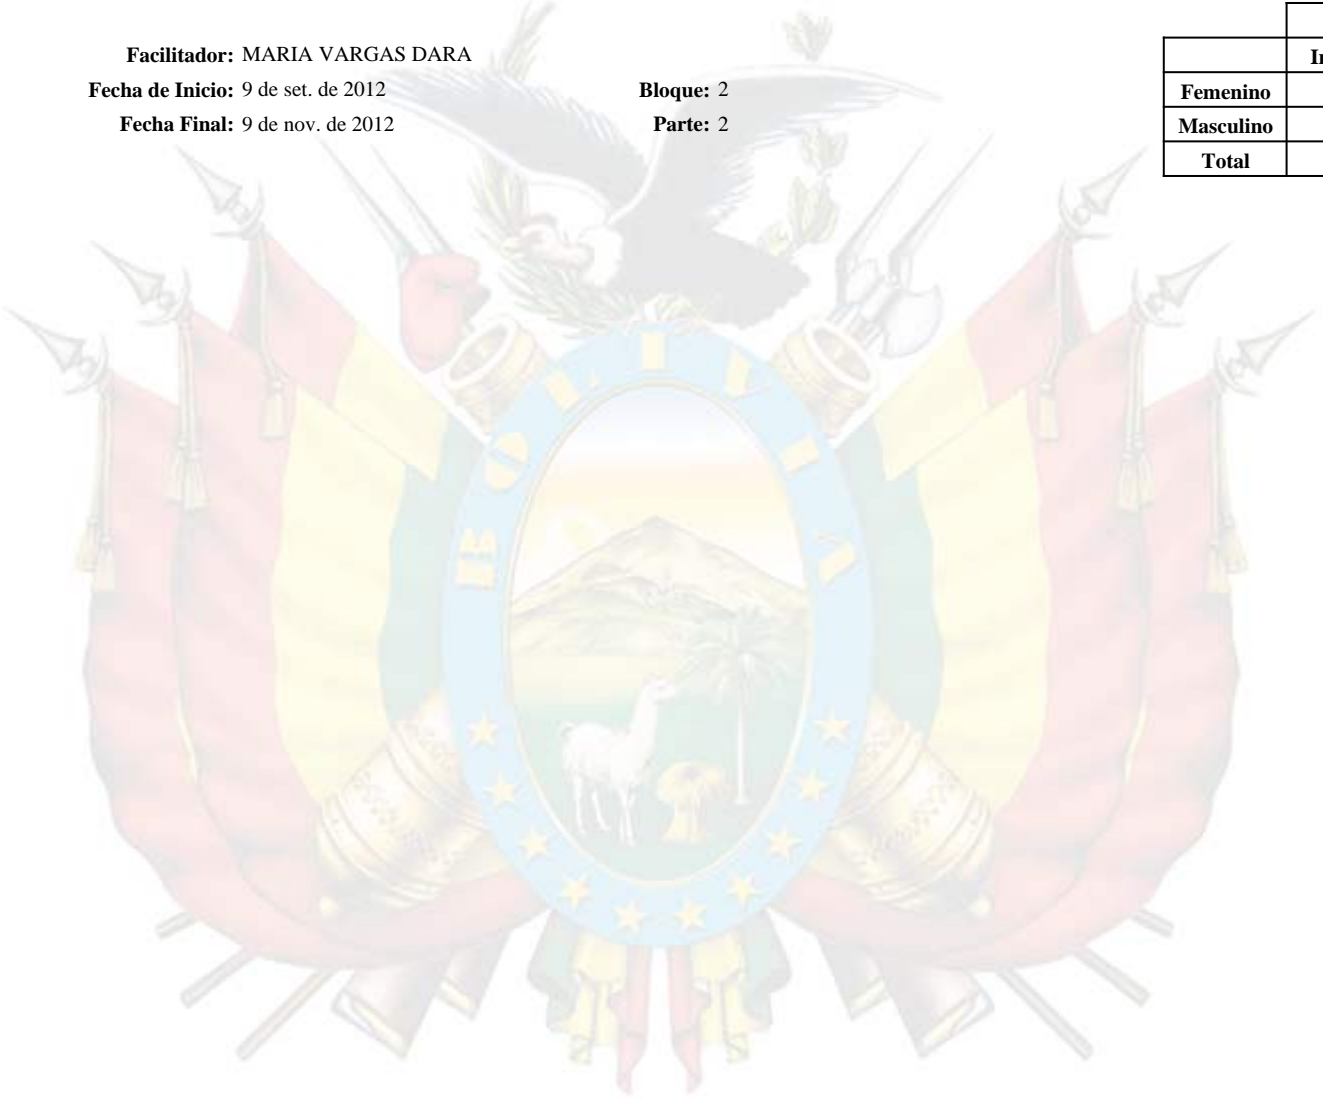 Facilitador: MARIA VARGAS DARA
Fecha de Inicio: 9 de set. de 2012 Bloque: 2
Fecha Final: 9 de nov. de 2012 Parte: 2
Femenino
Masculino
Total
BOLIVIA